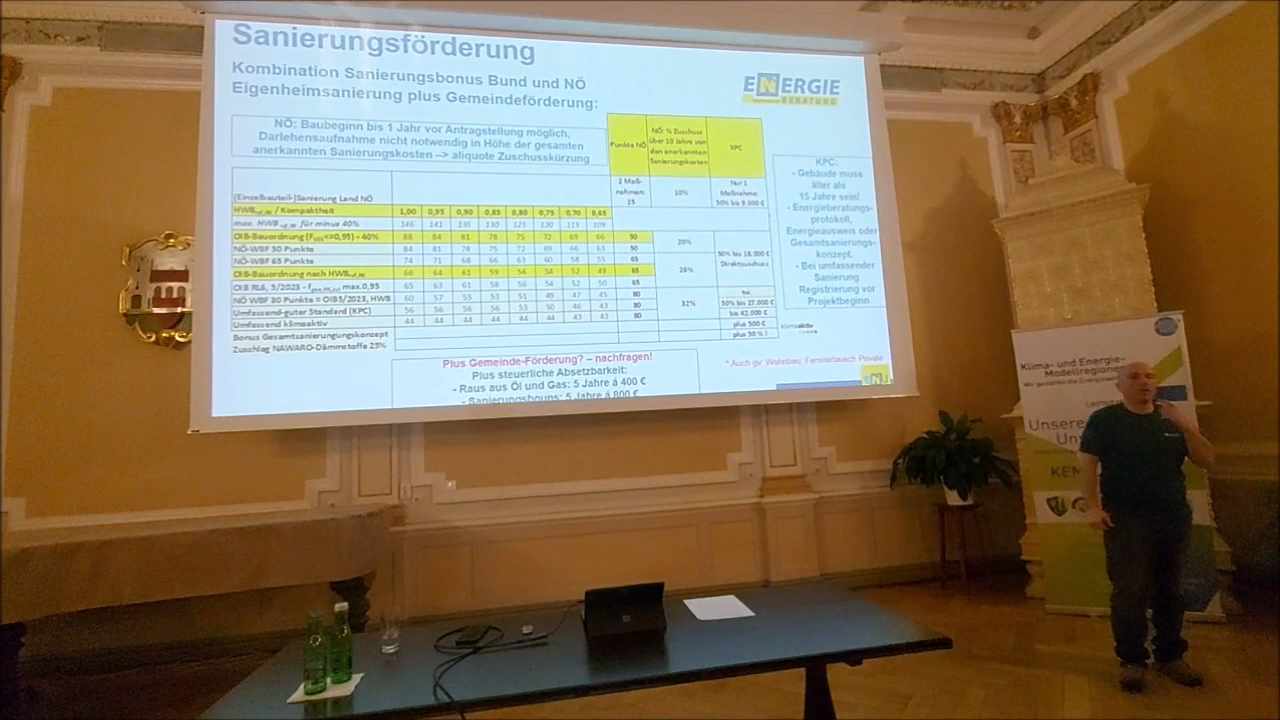 Sanierungsförderung
Kombination Sanierungsbonus Bund und NÖ
Eigenheimsanierung plus Gemeindeförderung:
ENERGIE
BERATUNG
NÖ: Baubeginn bis 1 Jahr vor Antragstellung möglich,
Darlehensaufnahme nicht notwendig in Höhe der gesamten
anerkannten Sanierungskosten --> aliquote Zuschusskürzung
Punkte NÖ
NÖ: % Zuschuss
über 10 Jahre von
den anerkannten
Sanierungskosten
KPC
(Einzelbauteil-)Sanierung Land NÖ
2 Maß-
nahmen:
25
10%
Nur 1
Maßnahme:
50% bis 9.000 €
HWB / Kompaktheit 1,00 0,95 0,90 0,85 0,80 0,75 0,70 0,65
max. HWB für minus 40% 146 141 135 130 125 120 115 109
OIB-Bauordnung <=0,95) - 40% 88 84 81 78 75 72 69 66 50
20%
NÖ-WBF 50 Punkte 84 81 78 75 72 69 66 63 50
NÖ-WBF 65 Punkte 74 71 68 66 63 60 58 55 65
50% bis 18.000 €
Direktzuschuss
OIB-Bauordnung nach HWB 66 64 61 59 56 54 52 49 65
26%
OIB RL6, 5/2023 - max.0,95 65 63 61 58 56 54 52 50 65
NÖ WBF 80 Punkte = OIB5/2023, HWB 60 57 55 53 51 49 47 45 80
32%
50% bis 27.000 €
Umfassend-guter Standard (KPC) 56 56 56 56 53 50 46 43 80
bis 42.000 €
Umfassend klimaaktiv 44 44 44 44 44 44 43 43 80
Bonus Gesamtsanierungskonzept
plus 500 €
Zuschlag NAWARO-Dämmstoffe 25%
plus 50% !
KPC:
- Gebäude muss
älter als
15 Jahre sein!
- Energieberatungs-
protokoll,
Energieausweis oder
Gesamtsanierungs-
konzept.
- Bei umfassender
Sanierung
Registrierung vor
Projektbeginn
klimaaktiv
Plus Gemeinde-Förderung? – nachfragen!
Plus steuerliche Absetzbarkeit:
- Raus aus Öl und Gas: 5 Jahre á 400 €
- Sanierungsbouns: 5 Jahre á 800 €
* Auch gv. Wohnbau: Fenstertausch Private
Klima- und Energie-
Modellregionen
Unsere
KEM